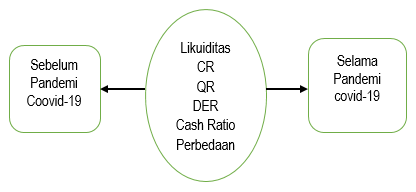 Sebelum
Pandemi
Coovid-19
Likuiditas
CR
QR
DER
Cash Ratio
Perbedaan
Selama
Pandemi
covid-19